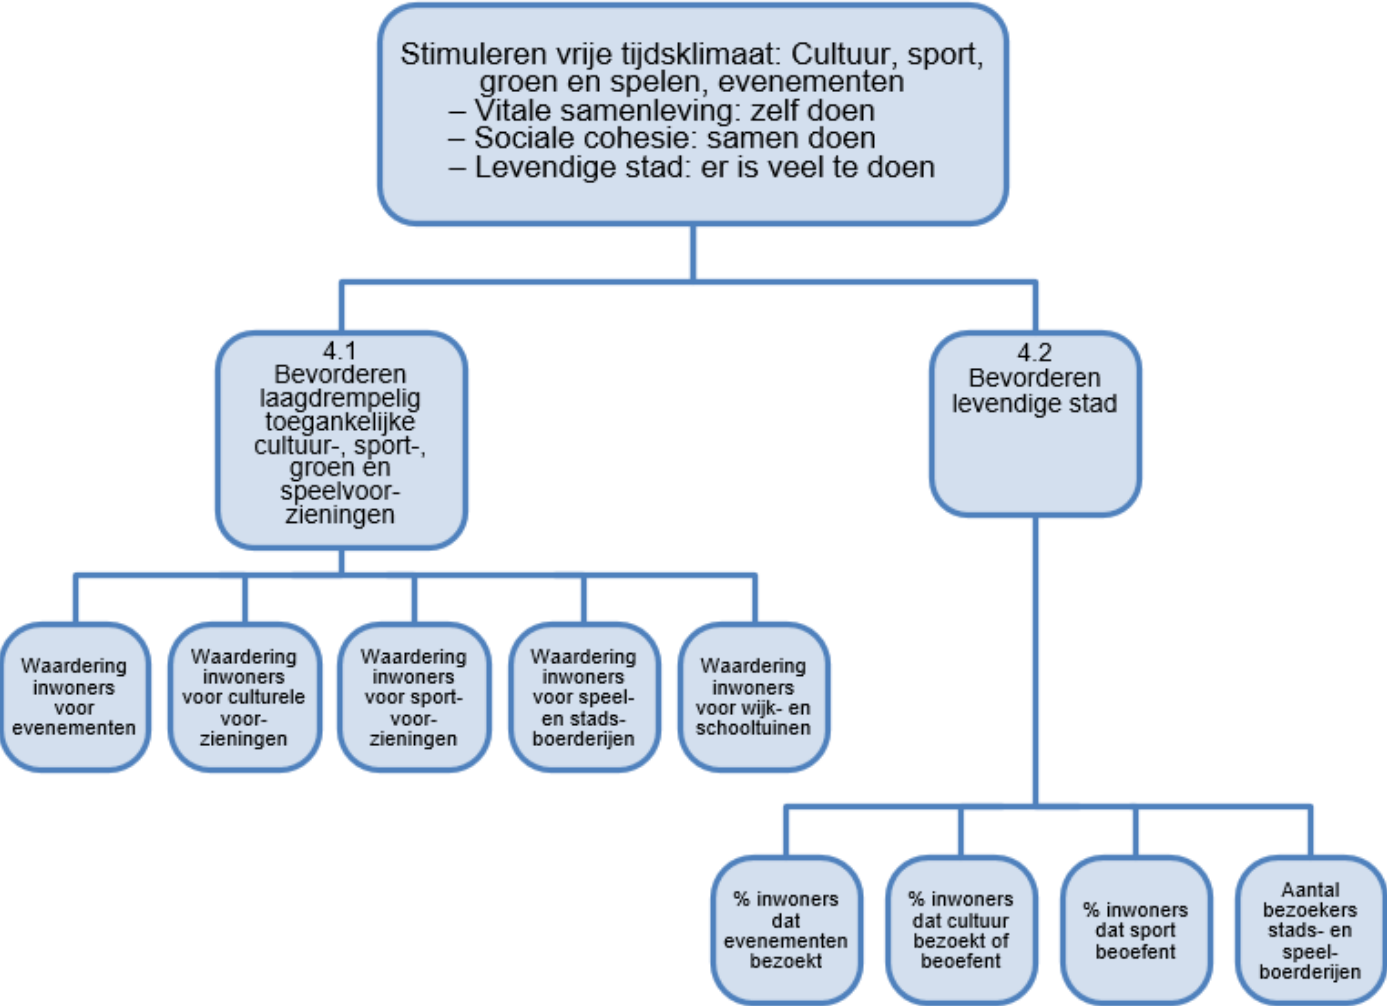 Stimuleren vrije tijdsklimaat: Cultuur, sport,
groen en spelen, evenementen
– Vitale samenleving: zelf doen
– Sociale cohesie: samen doen
– Levendige stad: er is veel te doen
4.1
Bevorderen
laagdrempelig
toegankelijke
cultuur-, sport-,
groen en
speelvoor-
zieningen
4.2
Bevorderen
levendige stad
Waardering
inwoners
voor
evenementen
Waardering
inwoners
voor culturele
voor-
zieningen
Waardering
inwoners
voor sport-
voor-
zieningen
Waardering
inwoners
voor speel-
en stads-
boerderijen
Waardering
inwoners
voor wijk- en
schooltuinen
% inwoners
dat
evenementen
bezoekt
% inwoners
dat cultuur
bezoekt of
beoefent
% inwoners
dat sport
beoefent
Aantal
bezoekers
stads- en
speel-
boerderijen